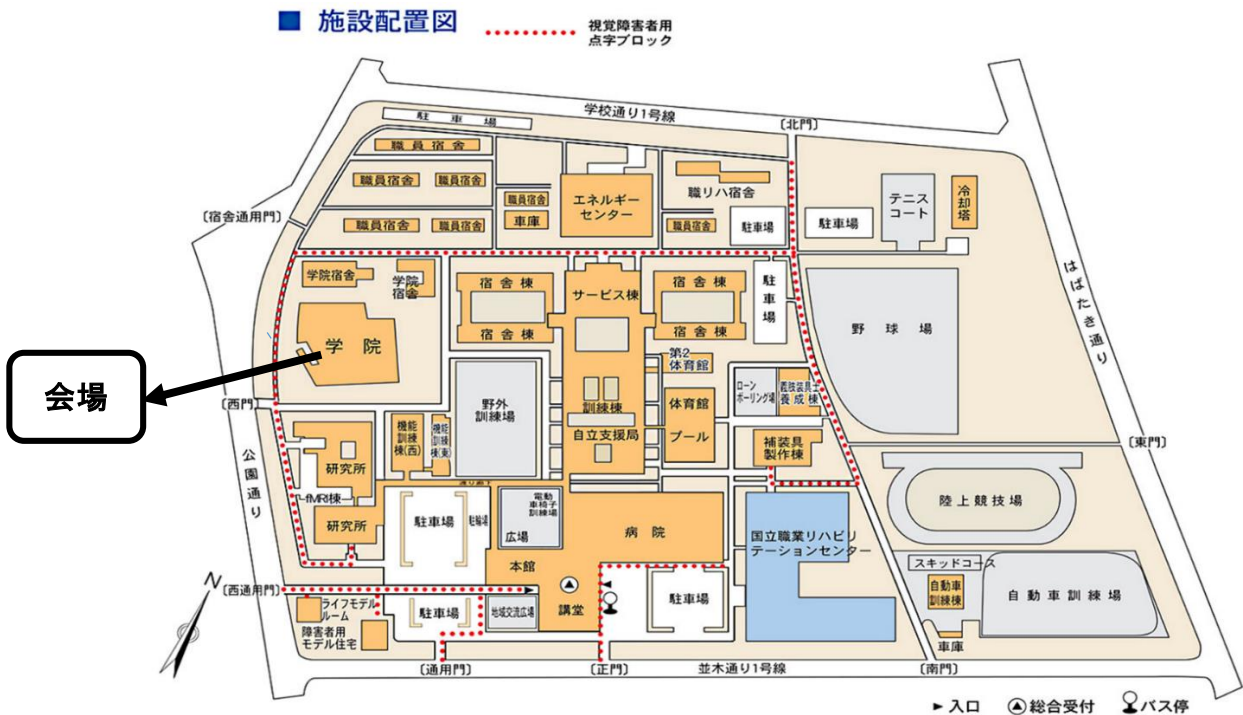 ■ 施設配置図
視覚障害者用
点字ブロック
学校通り1号線
〔北門〕
駐車場
職員宿舎
職員宿舎
職員宿舎
職員宿舎
車庫
エネルギー
センター
職リハ宿舎
テニス
コート
冷却塔
〔宿舎通用門〕
職員宿舎
職員宿舎
職員宿舎
駐車場
駐車場
はばたき通り
学院宿舎
学院
宿舎
宿舎棟
宿舎棟
サービス棟
宿舎棟
宿舎棟
駐車場
野球場
学院
会場
第2
体育館
〔西門〕
野外
訓練場
訓練棟
自立支援局
体育館
プール
ローン
ボーリング場
義肢装具士
養成棟
機能
訓練
棟(西)
機能
訓練
棟(東)
補装具
製作棟
〔東門〕
公園通り
研究所
fMRI棟
研究所
駐車場
駐輪場
電動
車椅子
訓練場
広場
病院
国立職業リハビリ
テーションセンター
陸上競技場
本館
スキッドコース
自動車
訓練棟
自動車訓練場
N
〔西通用門〕
ライフモデル
ルーム
障害者用
モデル住宅
駐車場
地域交流広場
講堂
駐車場
車庫
〔通用門〕
〔正門〕
並木通り1号線
〔南門〕
入口
総合受付
バス停